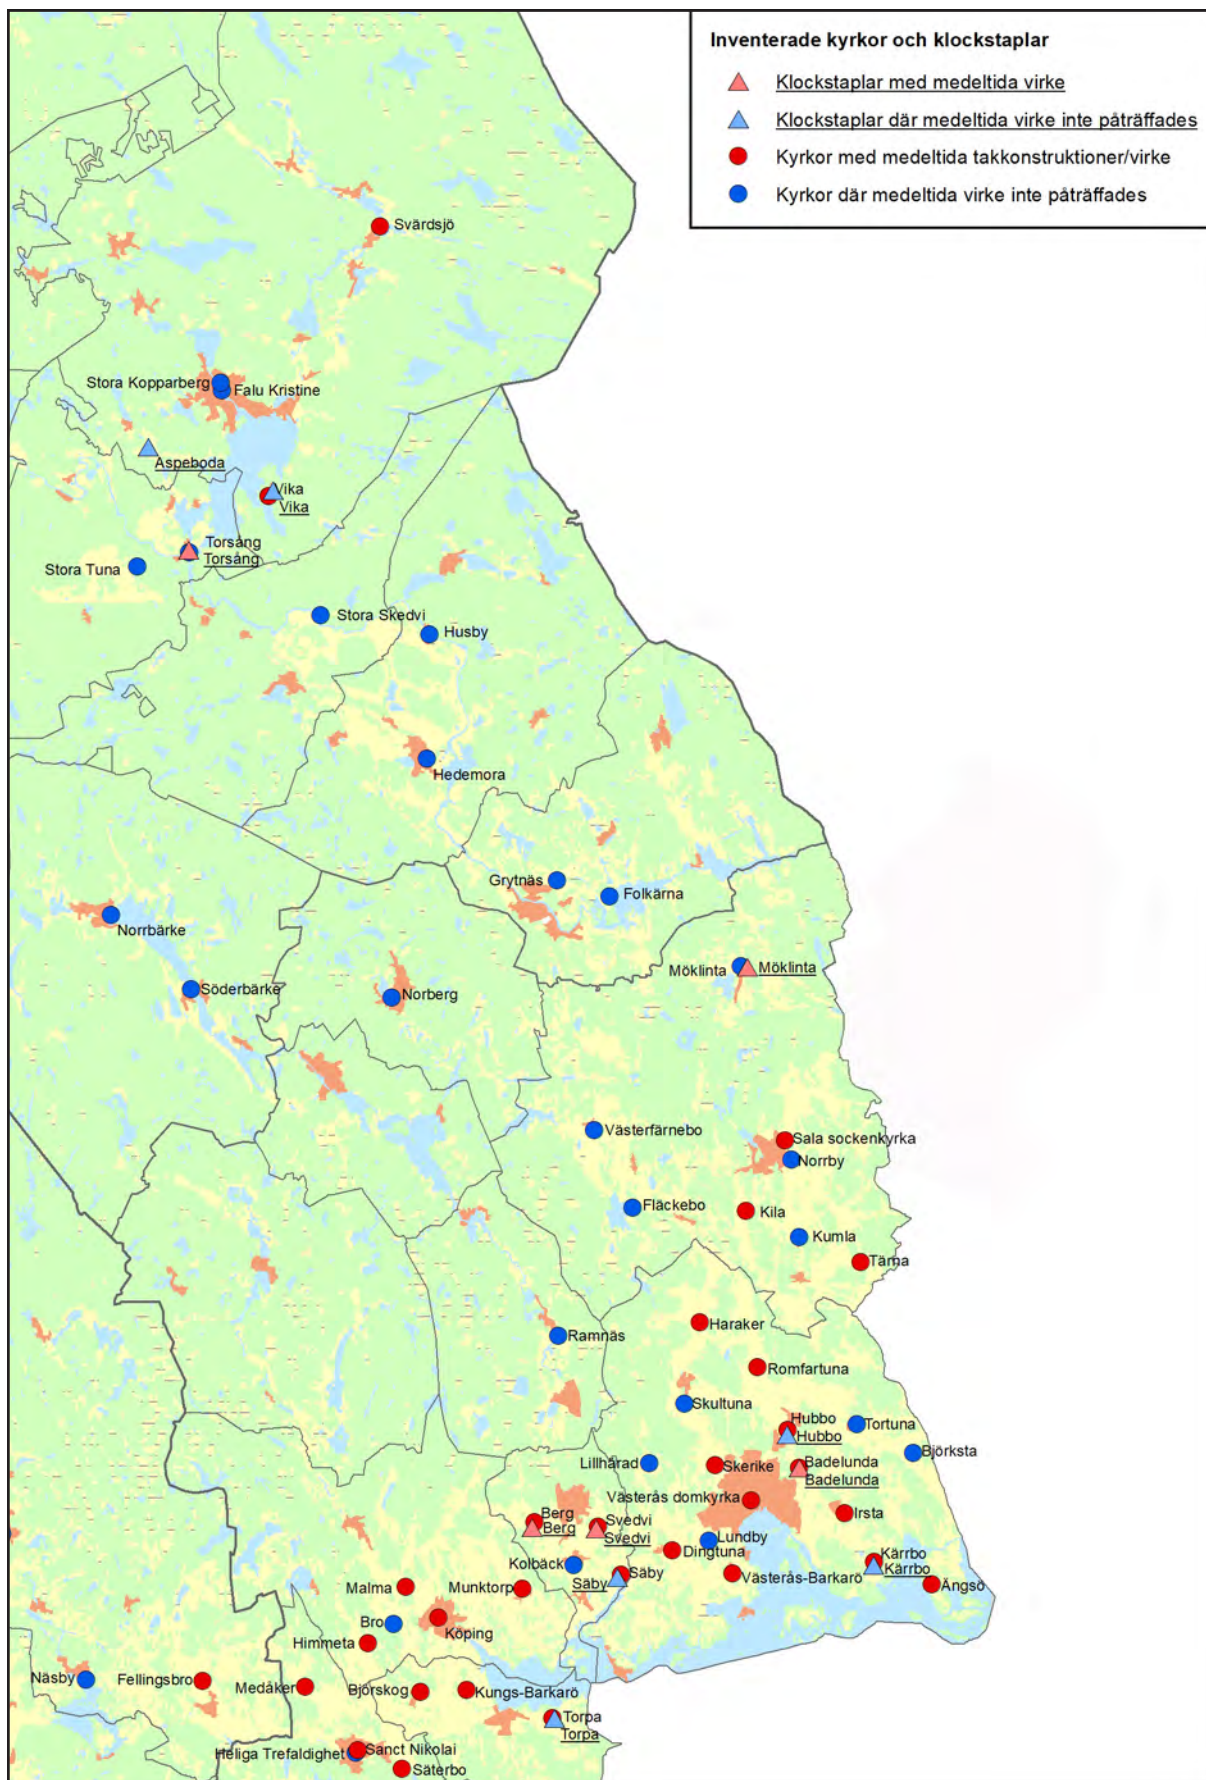 Inventerade kyrkor och klockstaplar
Klockstaplar med medeltida virke
Klockstaplar där medeltida virke inte påträffades
Kyrkor med medeltida takkonstruktioner/virke
Kyrkor där medeltida virke inte påträffades
Svärdsjö
Stora Kopparberg
Falu Kristine
Aspeboda
Vika
Vika
Torsång
Torsång
Stora Tuna
Stora Skedvi
Husby
Hedemora
Grytnäs
Folkärna
Norrbärke
Möklinta
Möklinta
Söderbärke
Norberg
Västerfärnebo
Sala sockenkyrka
Norrby
Fläckebo
Kila
Kumla
Tärna
Haraker
Ramnäs
Romfartuna
Skultuna
Hubbo
Hubbo
Tortuna
Björksta
Lillhärad
Skerike
Badelunda
Badelunda
Västerås domkyrka
Irsta
Berg
Berg
Svedvi
Svedvi
Lundby
Dingtuna
Kolbäck
Säby
Säby
Västerås-Barkarö
Kärrbo
Kärrbo
Ängsö
Malma
Munktorp
Bro
Köping
Himmeta
Näsby
Fellingsbro
Medåker
Björskog
Kungs-Barkarö
Torpa
Torpa
Heliga Trefaldighet
Sanct Nikolai
Säterbo